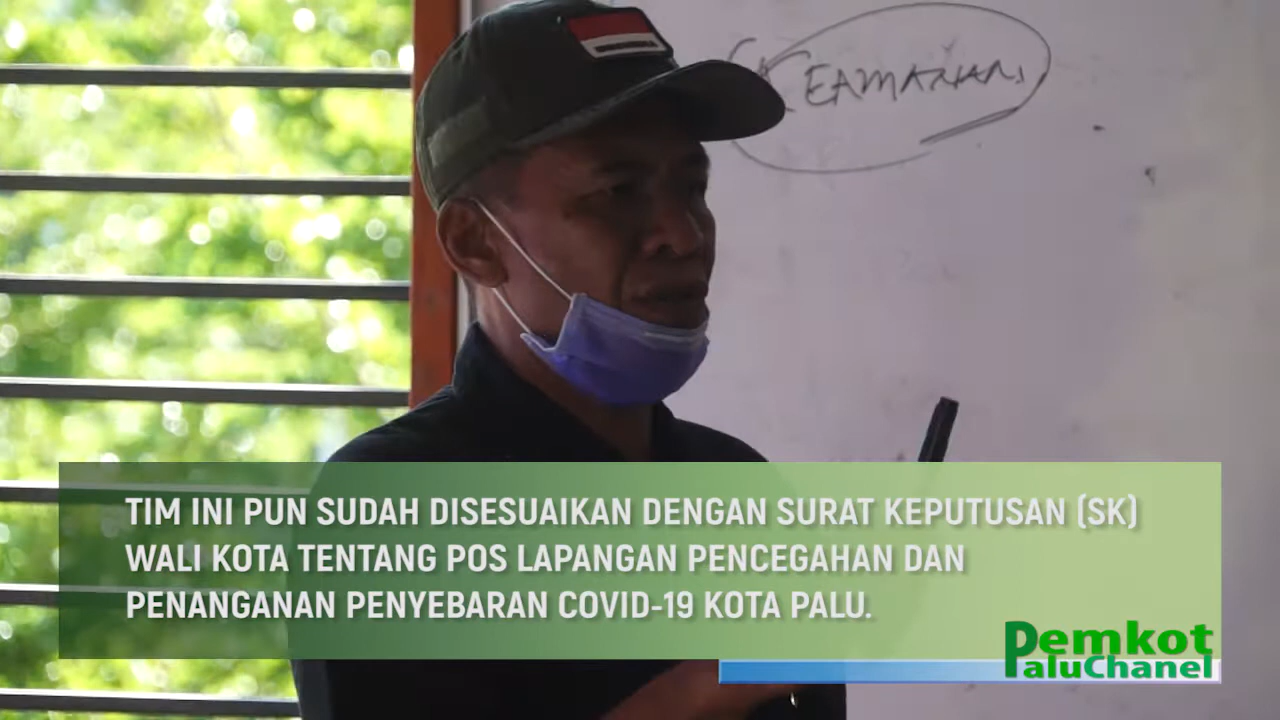 KEAMANAN
TIM INI PUN SUDAH DISESUAIKAN DENGAN SURAT KEPUTUSAN (SK)
WALI KOTA TENTANG POS LAPANGAN PENCEGAHAN DAN
PENANGANAN PENYEBARAN COVID-19 KOTA PALU.
Pemkot
PaluChanel